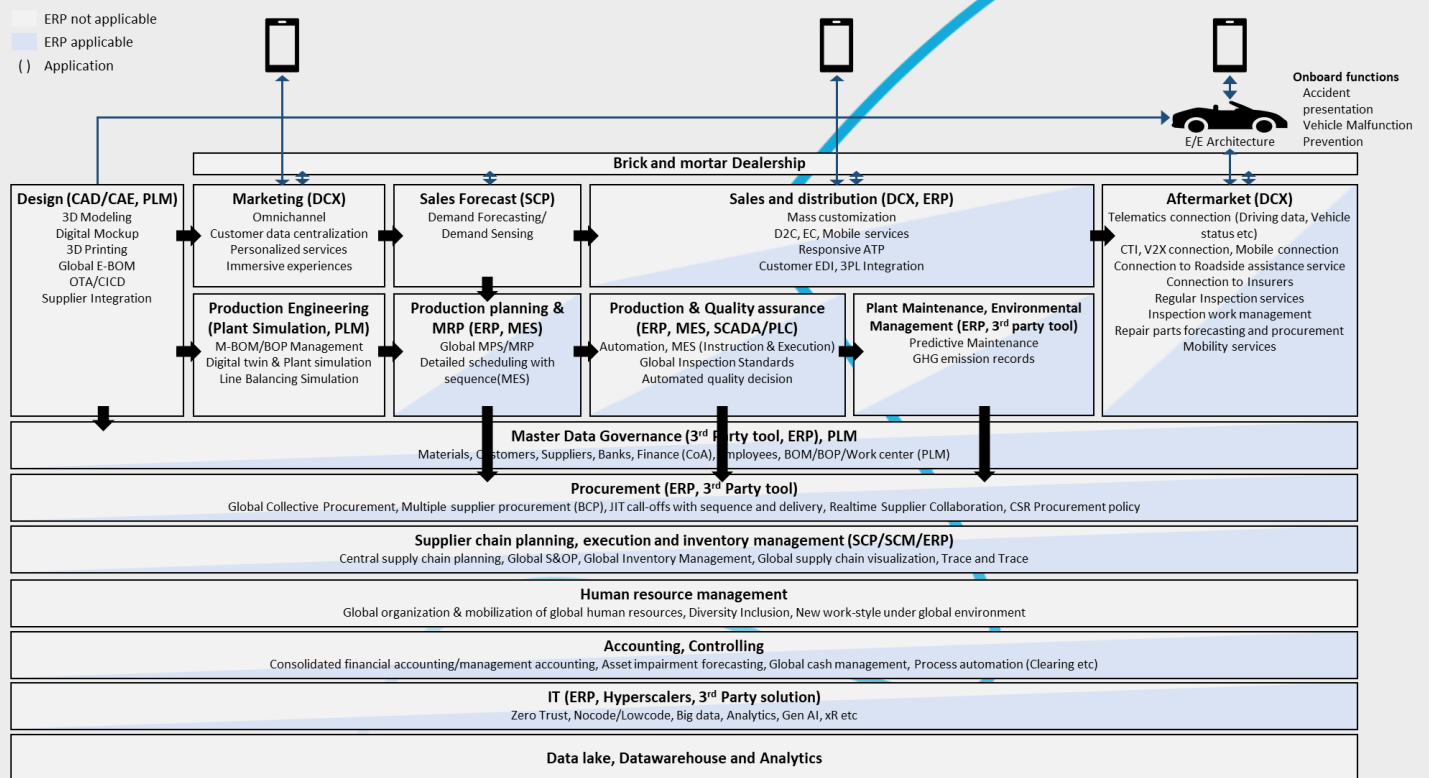 ERP not applicable
ERP applicable
( ) Application
Onboard functions
Accident
presentation
Vehicle Malfunction
Prevention
E/E Architecture
Brick and mortar Dealership
Design (CAD/CAE, PLM)
3D Modeling
Digital Mockup
3D Printing
Global E-BOM
OTA/CICD
Supplier Integration
Marketing (DCX)
Omnichannel
Customer data centralization
Personalized services
Immersive experiences
Sales Forecast (SCP)
Demand Forecasting/
Demand Sensing
Sales and distribution (DCX, ERP)
Mass customization
D2C, EC, Mobile services
Responsive ATP
Customer EDI, 3PL Integration
Aftermarket (DCX)
Telematics connection (Driving data, Vehicle
status etc)
CTI, V2X connection, Mobile connection
Connection to Roadside assistance service
Connection to Insurers
Regular Inspection services
Inspection work management
Repair parts forecasting and procurement
Mobility services
Production Engineering
(Plant Simulation, PLM)
M-BOM/BOP Management
Digital twin & Plant simulation
Line Balancing Simulation
Production planning &
MRP (ERP, MES)
Global MPS/MRP
Detailed scheduling with
sequence(MES)
Production & Quality assurance
(ERP, MES, SCADA/PLC)
Automation, MES (Instruction & Execution)
Global Inspection Standards
Automated quality decision
Plant Maintenance, Environmental
Management (ERP, 3rd party tool)
Predictive Maintenance
GHG emission records
Master Data Governance (3rd Party tool, ERP), PLM
Materials, Customers, Suppliers, Banks, Finance (CoA), Employees, BOM/BOP/Work center (PLM)
Procurement (ERP, 3rd Party tool)
Global Collective Procurement, Multiple supplier procurement (BCP), JIT call-offs with sequence and delivery, Realtime Supplier Collaboration, CSR Procurement policy
Supplier chain planning, execution and inventory management (SCP/SCM/ERP)
Central supply chain planning, Global S&OP, Global Inventory Management, Global supply chain visualization, Trace and Trace
Human resource management
Global organization & mobilization of global human resources, Diversity Inclusion, New work-style under global environment
Accounting, Controlling
Consolidated financial accounting/management accounting, Asset impairment forecasting, Global cash management, Process automation (Clearing etc)
IT (ERP, Hyperscalers, 3rd Party solution)
Zero Trust, Nocode/Lowcode, Big data, Analytics, Gen AI, xR etc
Data lake, Datawarehouse and Analytics